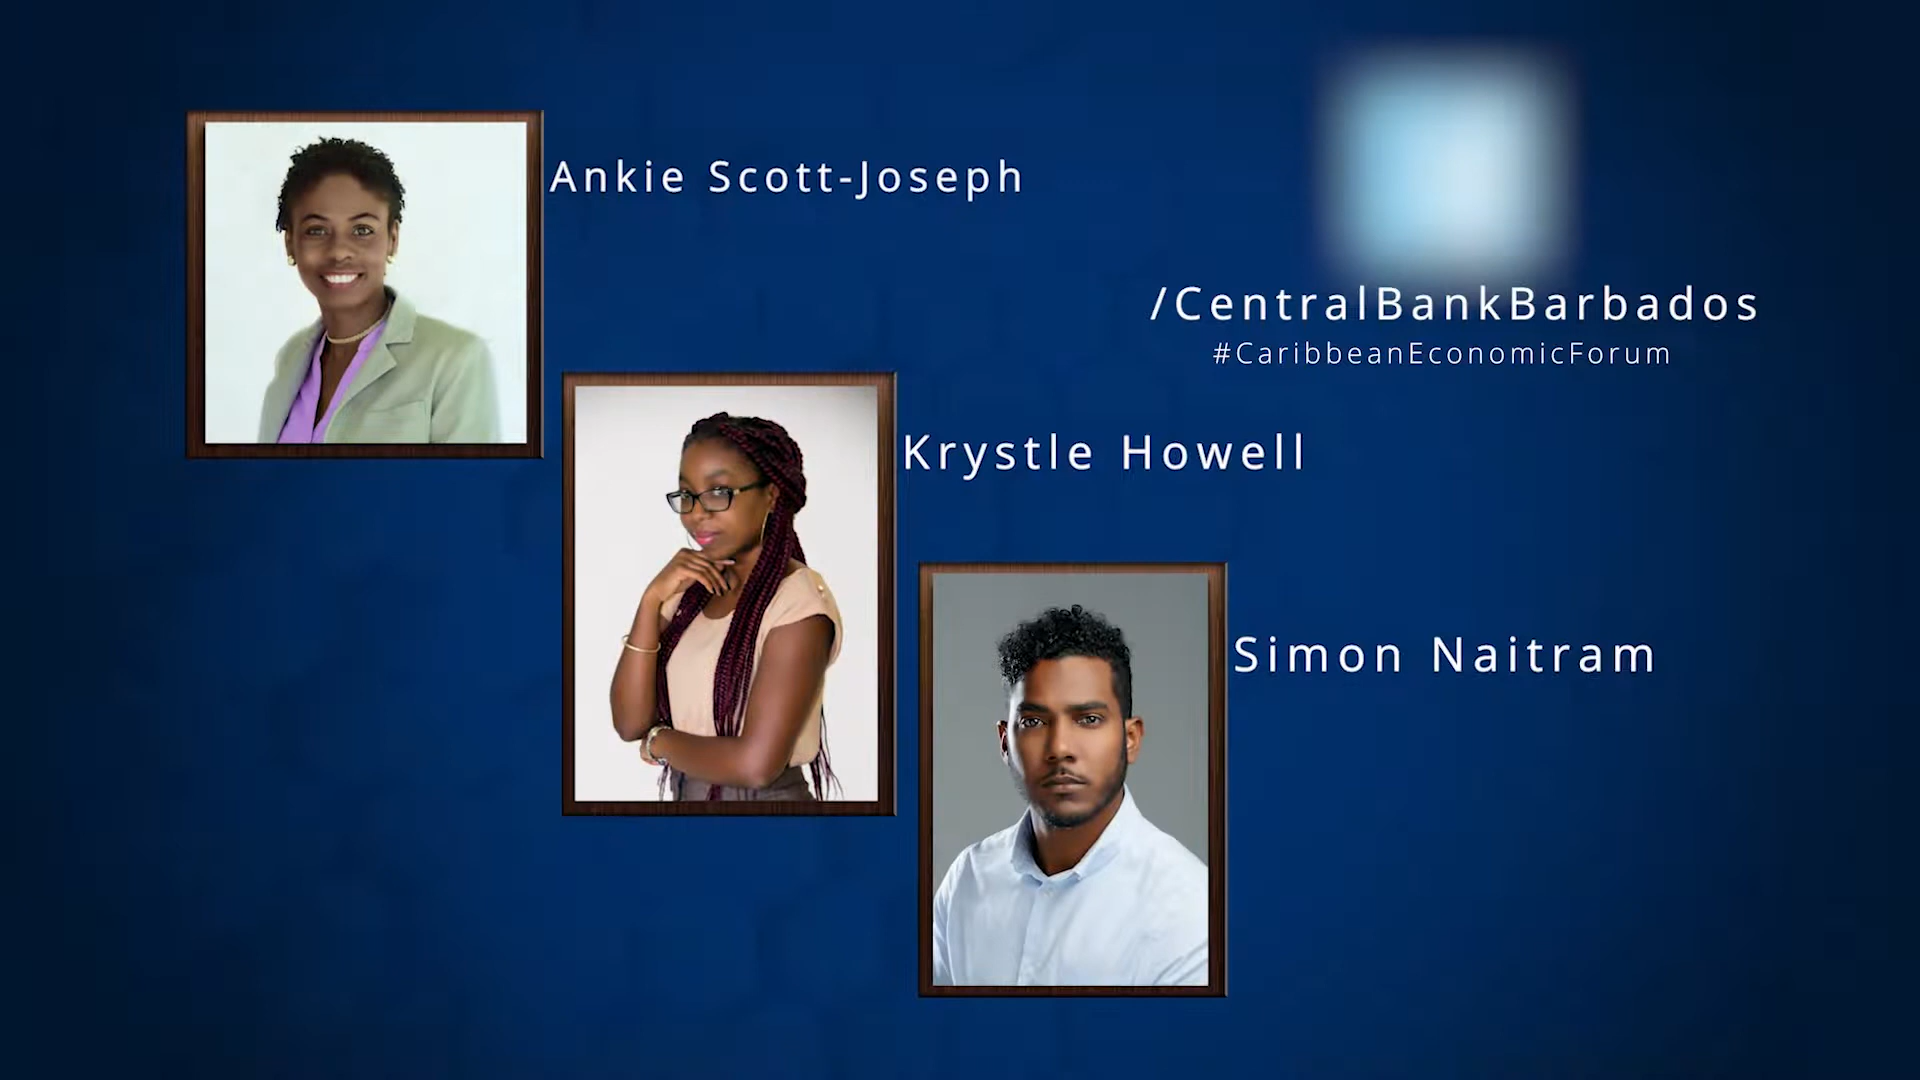 Ankie Scott-Joseph
/CentralBankBarbados
#CaribbeanEconomicForum
Krystle Howell
Simon Naitram